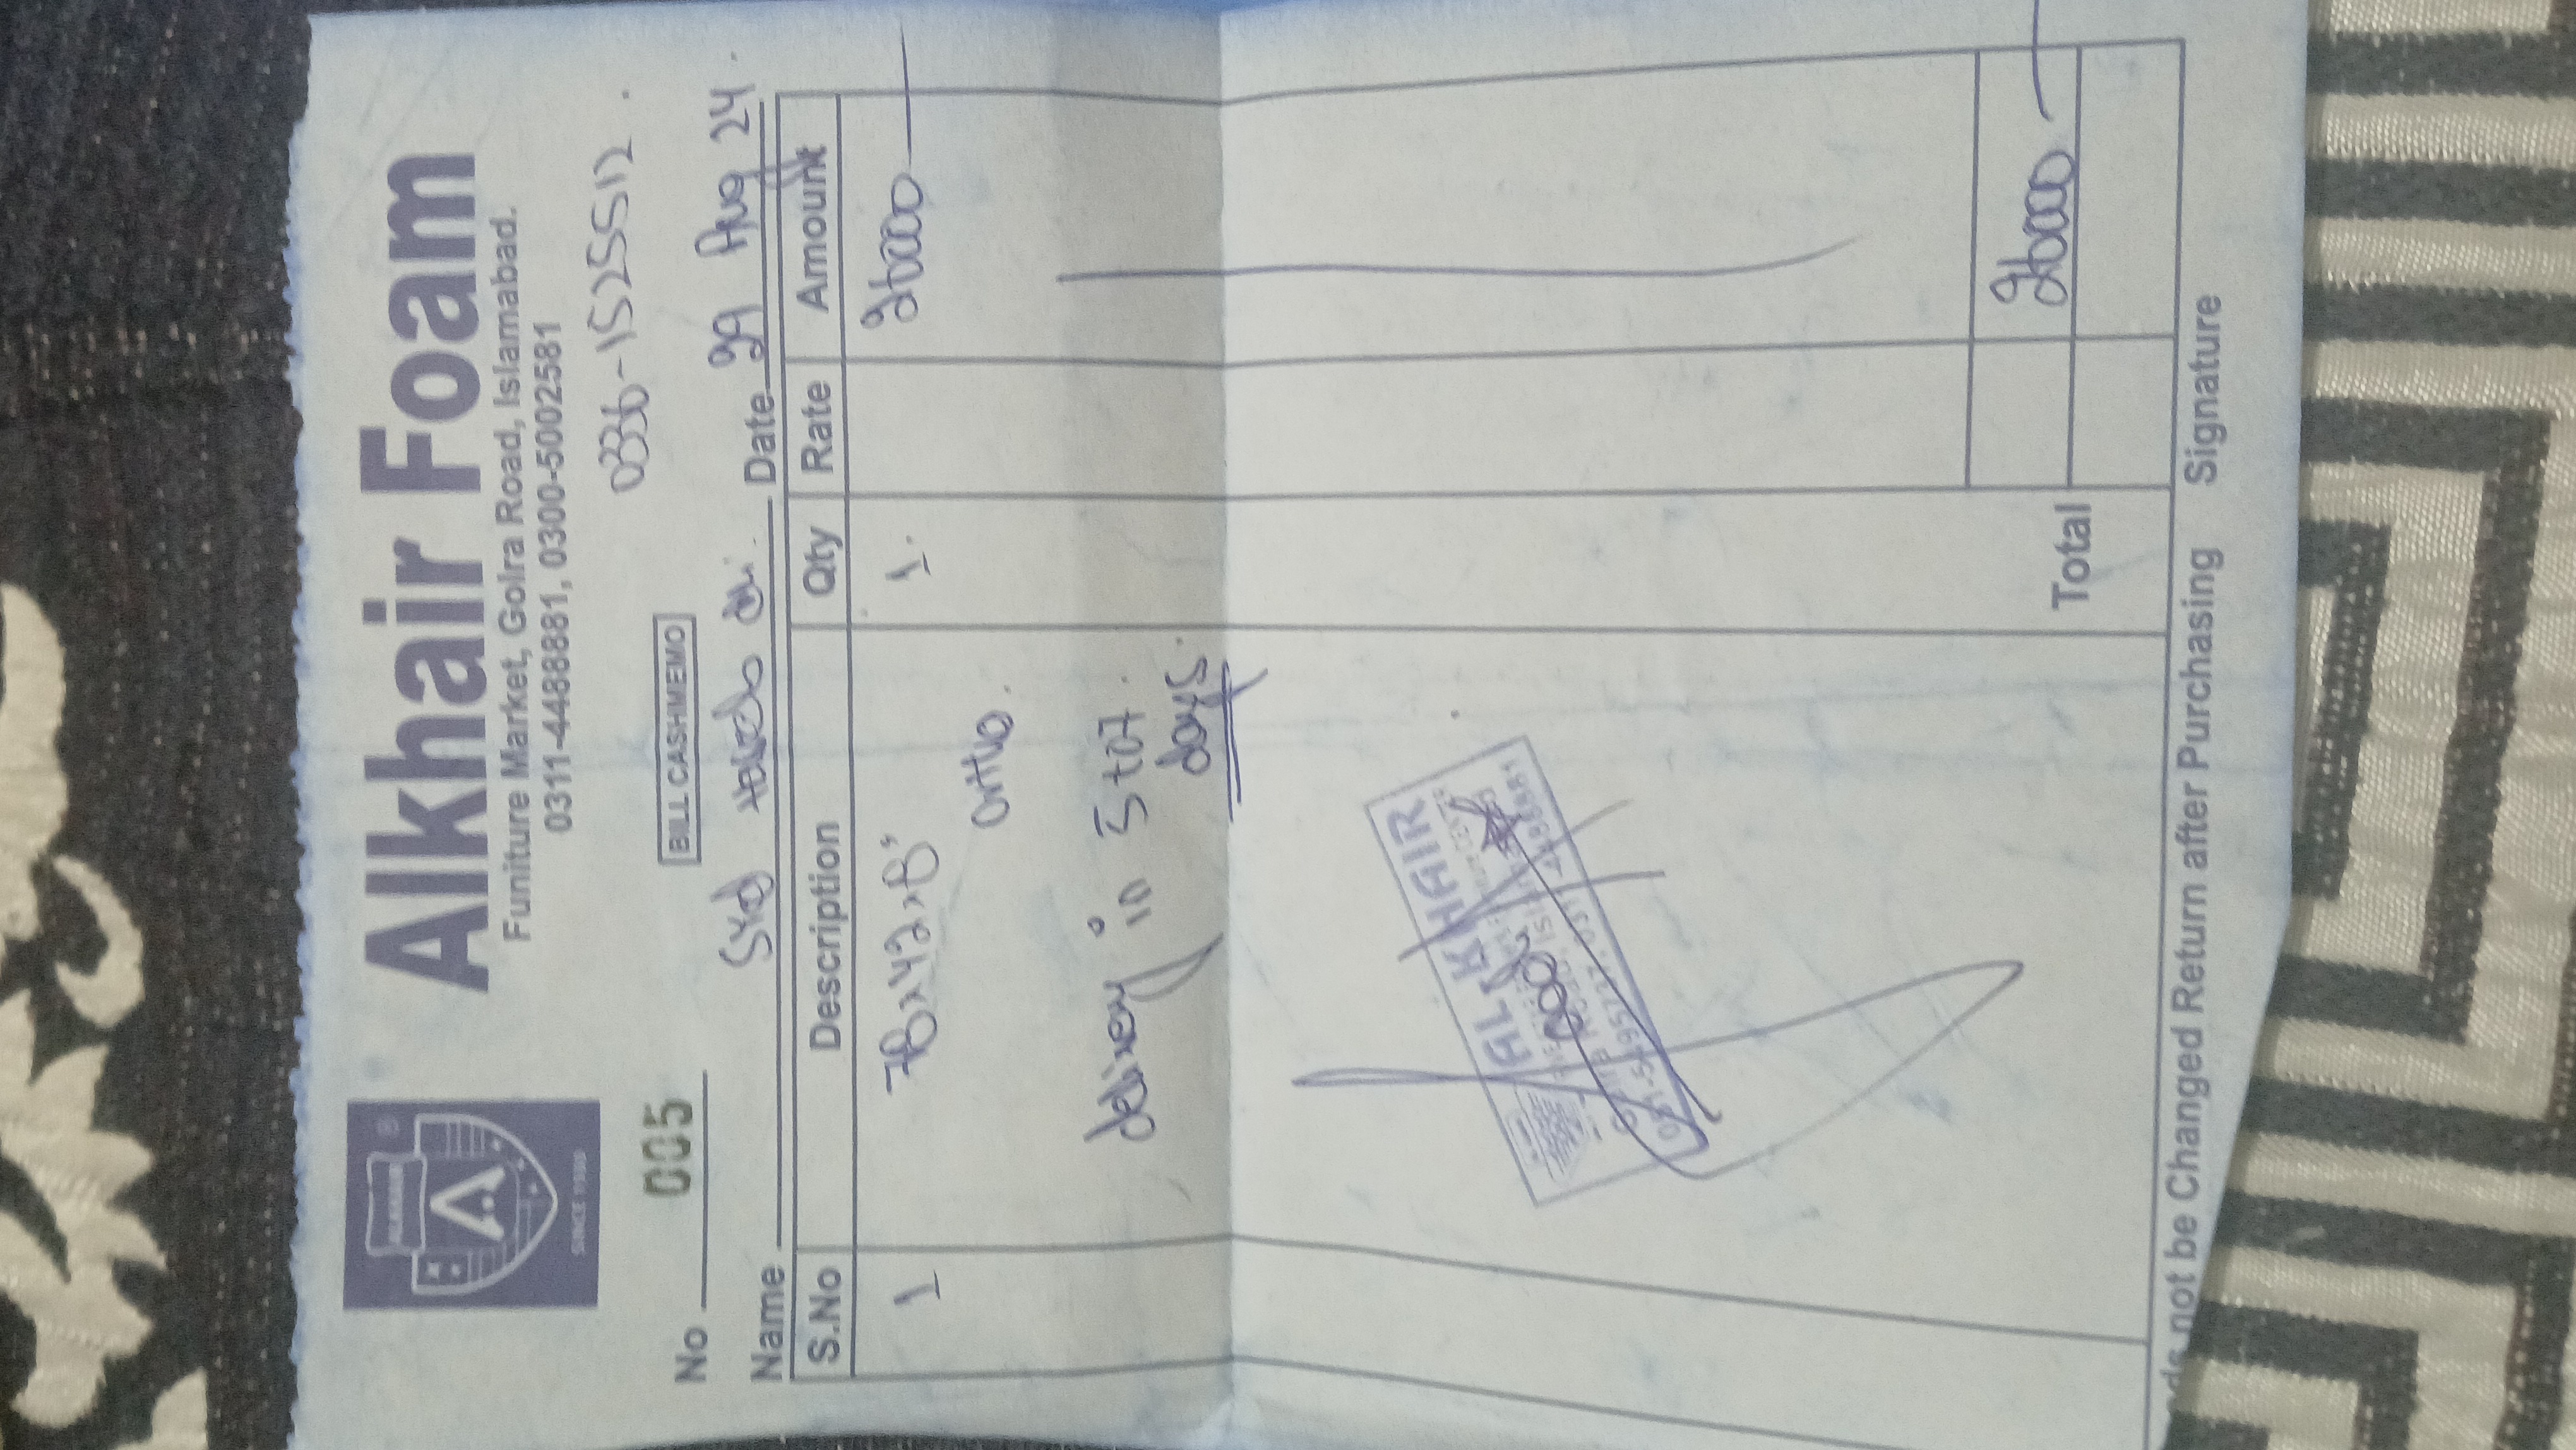 Alkhair Foam
Funiture Market, Golra Road, Islamabad.
0311-4488881, 0300-5002581
0336-1525512
SINCE
BILL CASHMEMO
No 005
Name Syed Date 29 Aug 24
S.No Description Qty Rate Amount
1 78x42x8" 1. 26000
ortho.
delivery in 5 to 7
days.
ALKHAIR
Total 26000
not be Changed Return after Purchasing Signature